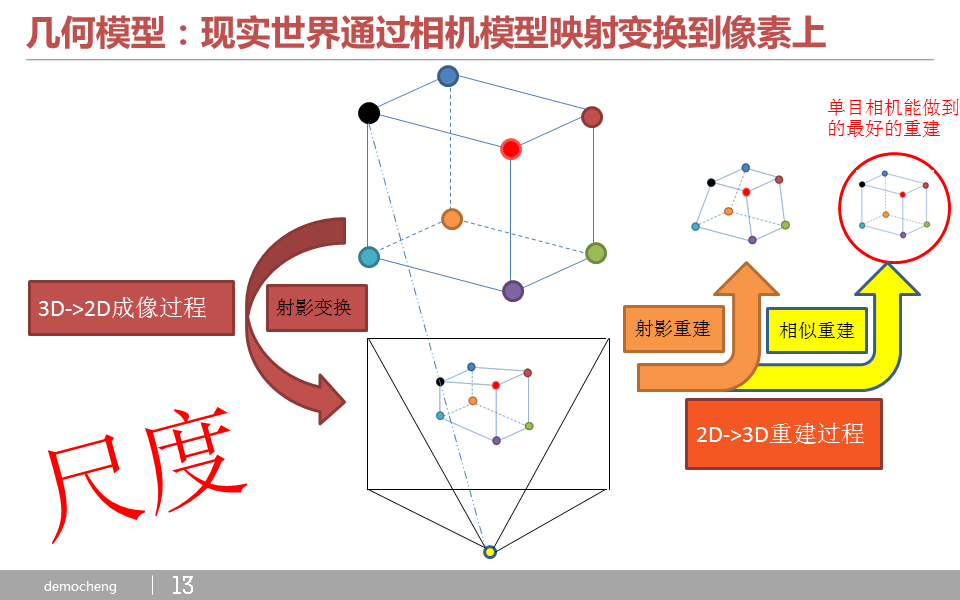 几何模型：现实世界通过相机模型映射变换到像素上
单目相机能做到
的最好的重建
3D->2D成像过程
射影变换
射影重建
相似重建
2D->3D重建过程
尺度
democheng
13